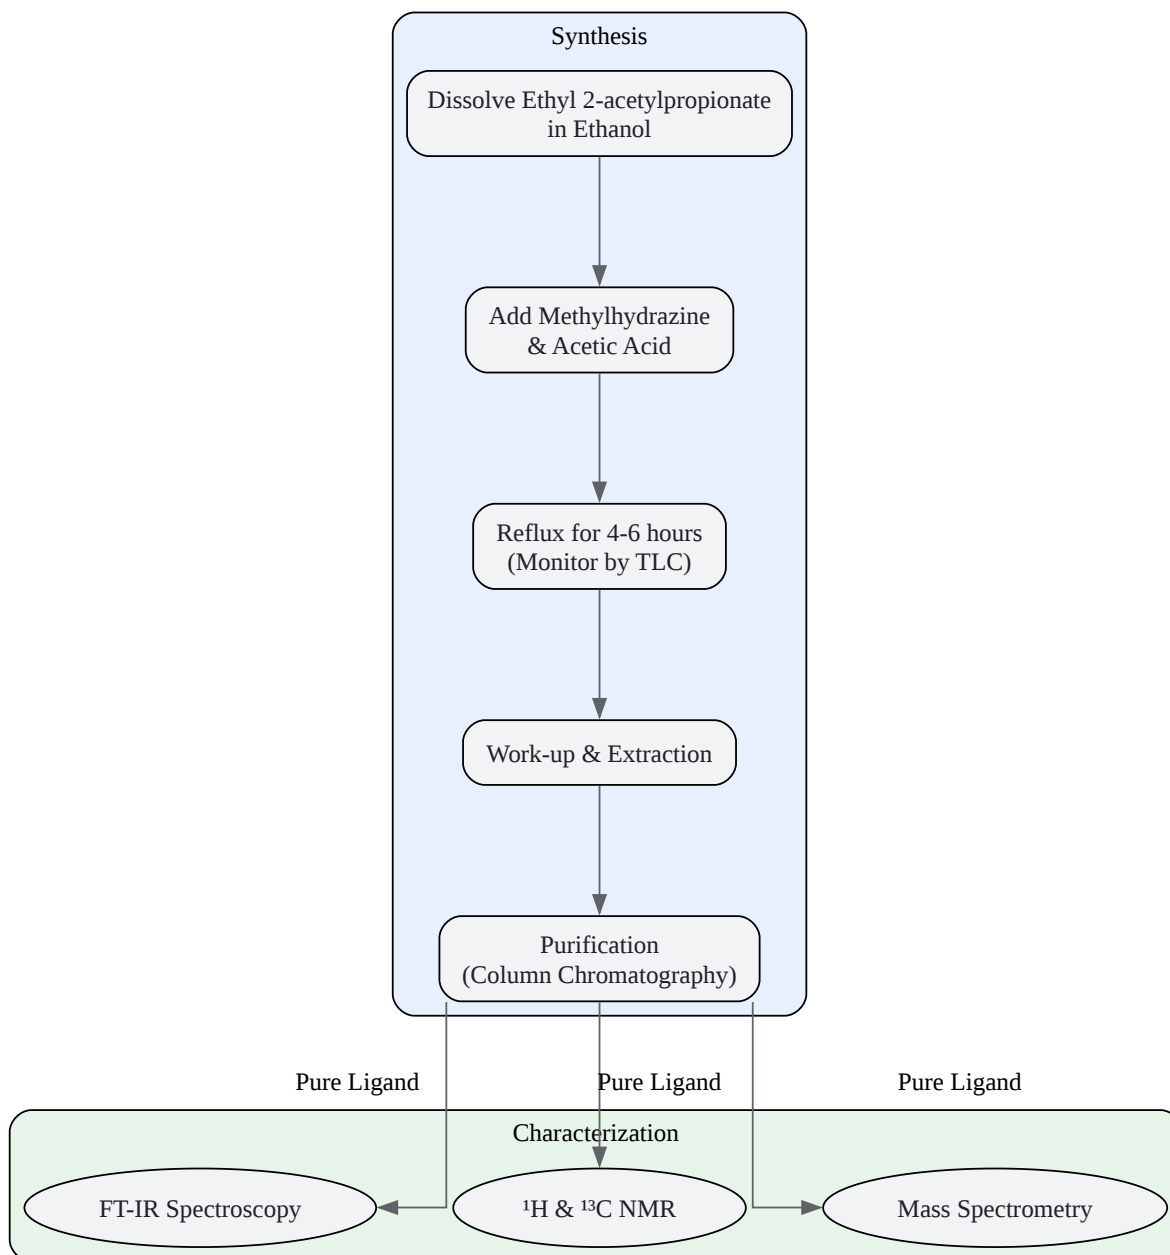 Synthesis
Dissolve Ethyl 2-acetylpropionate
in Ethanol
Add Methylhydrazine
& Acetic Acid
Reflux for 4-6 hours
(Monitor by TLC)
Work-up & Extraction
Purification
(Column Chromatography)
Pure Ligand
Pure Ligand
Pure Ligand
Characterization
FT-IR Spectroscopy
¹H & ¹³C NMR
Mass Spectrometry